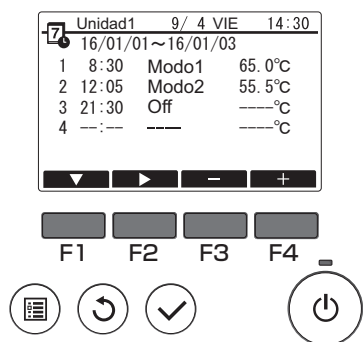 7 Unidad1 9/ 4 VIE 14:30
16/01/01～16/01/03
1 8:30 Modo1 65.0℃
2 12:05 Modo2 55.5℃
3 21:30 Off ----℃
4 --:-- ---- ----℃
▼ ▶ − +
F1 F2 F3 F4